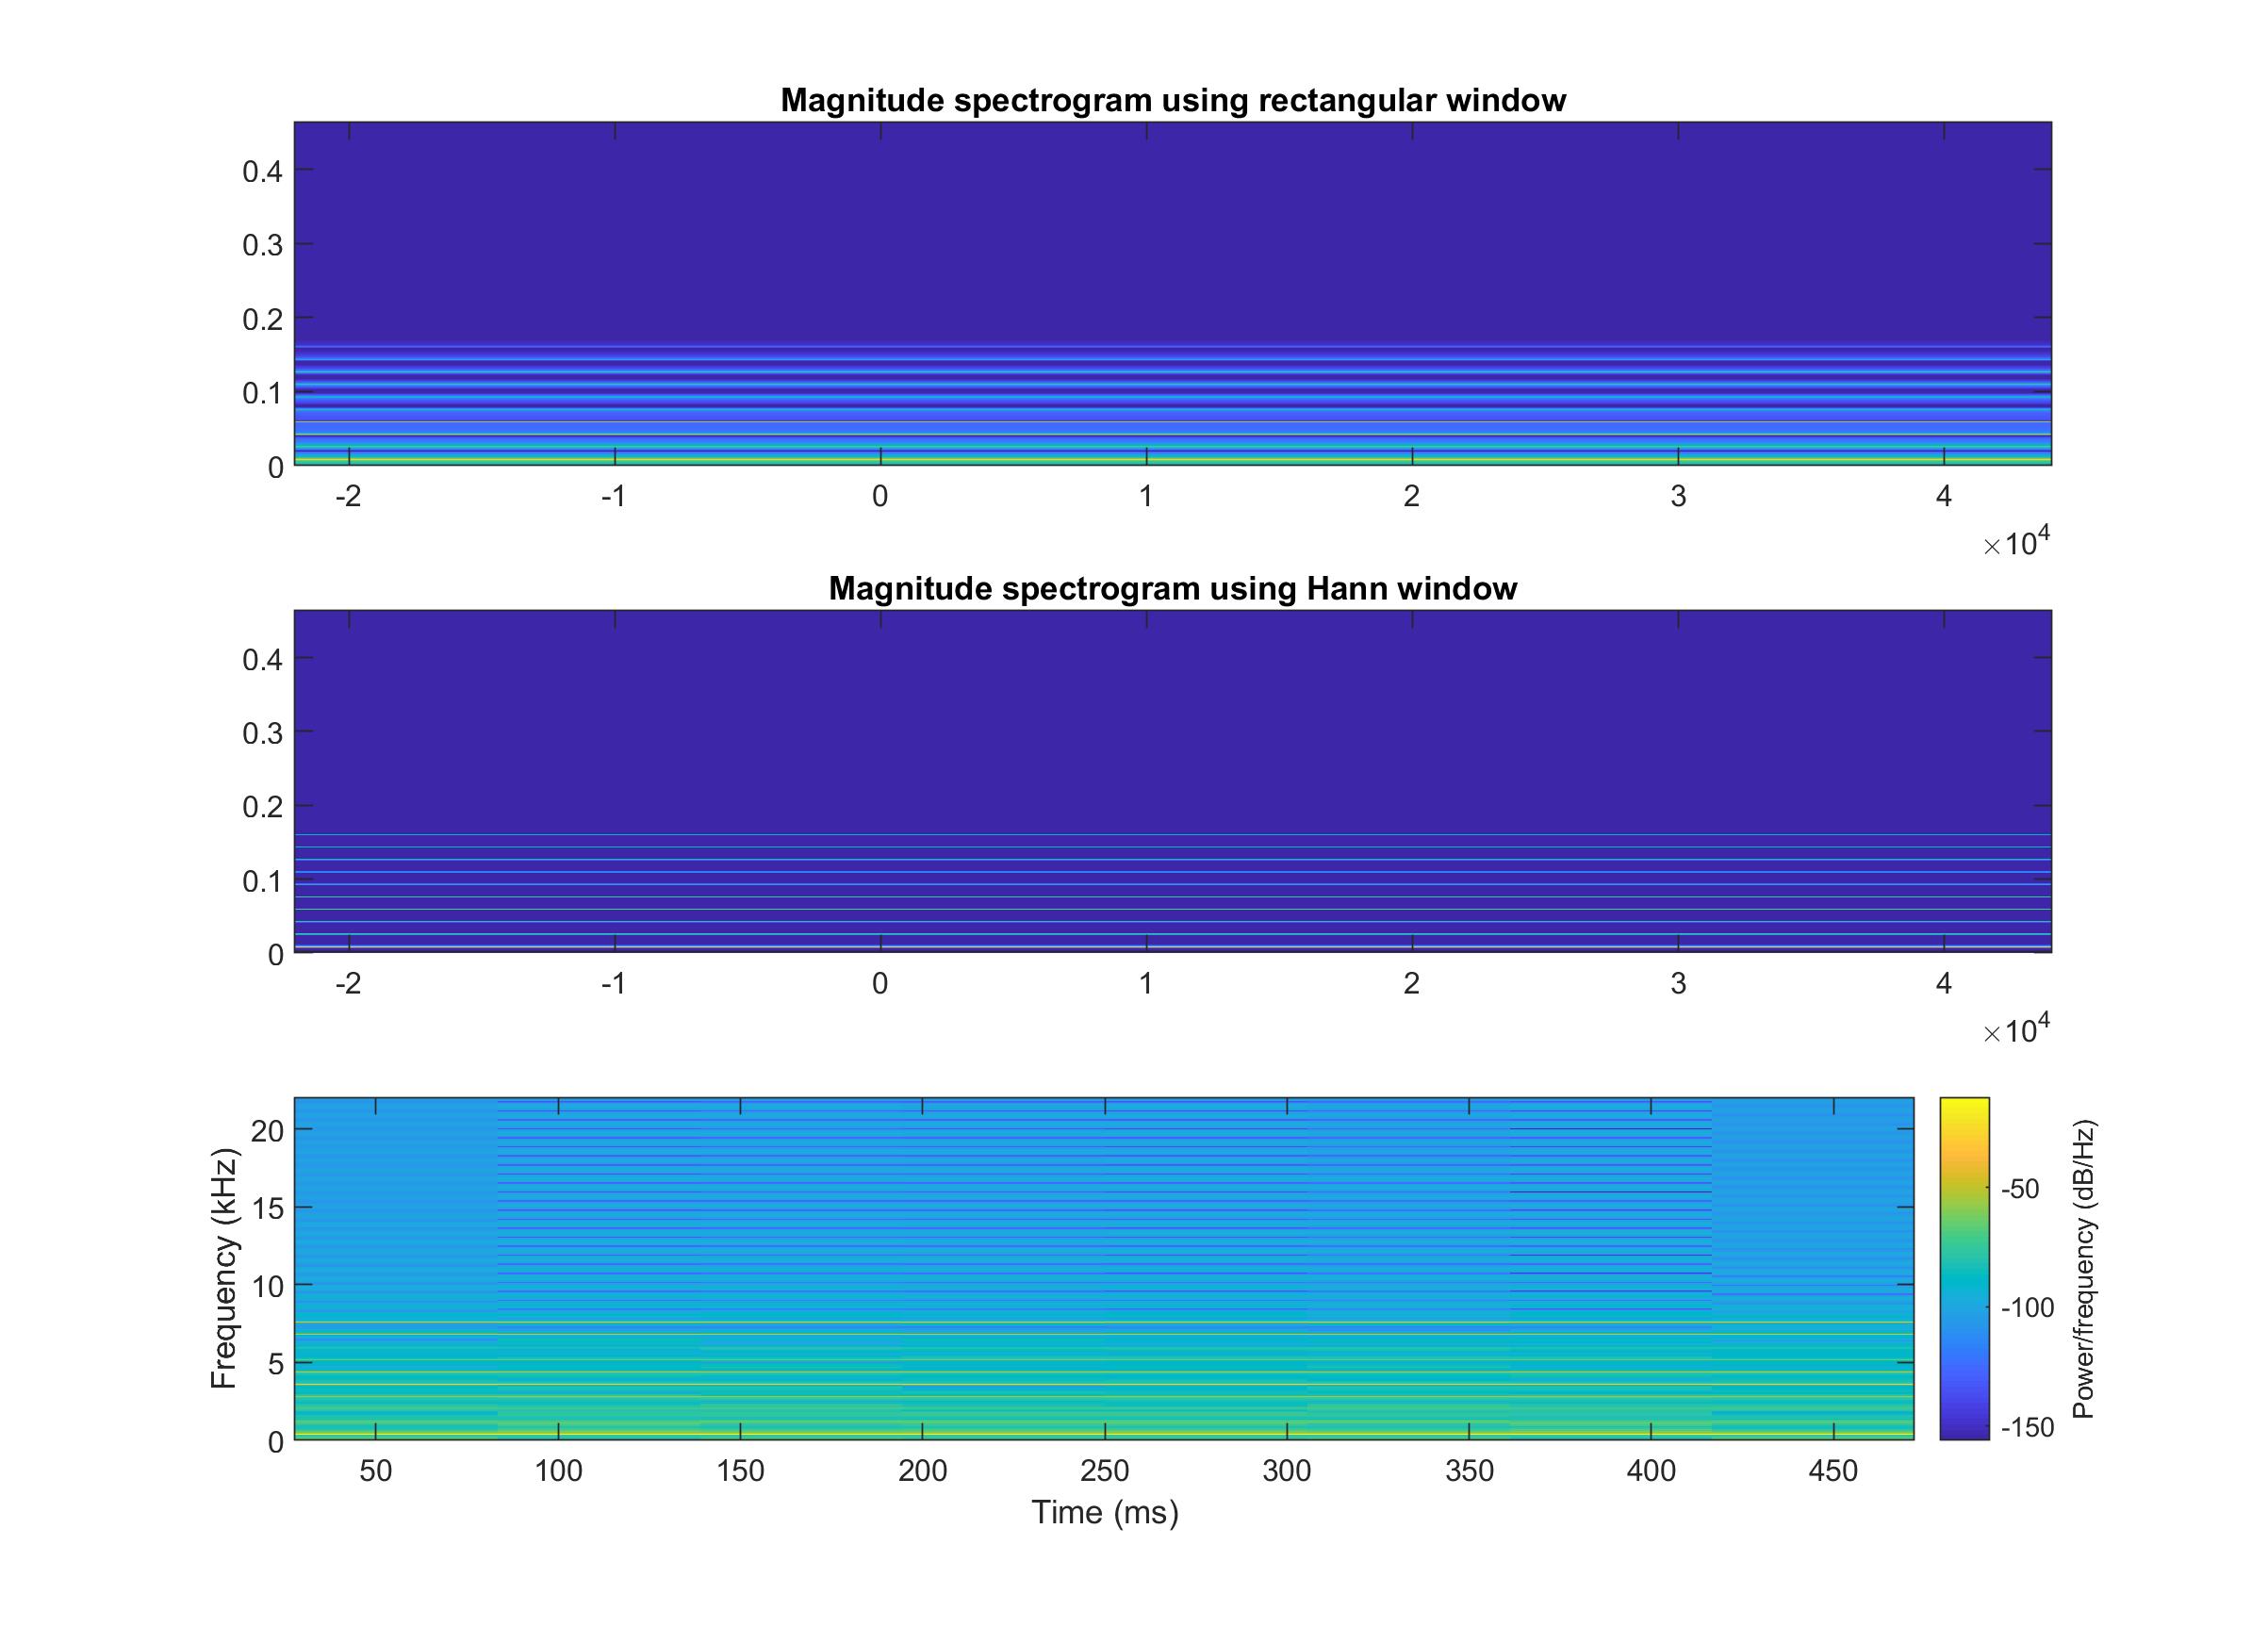 Magnitude spectrogram using rectangular window
0.4
0.3
0.2
0.1
0
-2 -1 0 1 2 3 4
×10^4
Magnitude spectrogram using Hann window
0.4
0.3
0.2
0.1
0
-2 -1 0 1 2 3 4
×10^4
Frequency (kHz)
20
15
10
5
0
50 100 150 200 250 300 350 400 450
Time (ms)
-50
-100
-150
Power/frequency (dB/Hz)